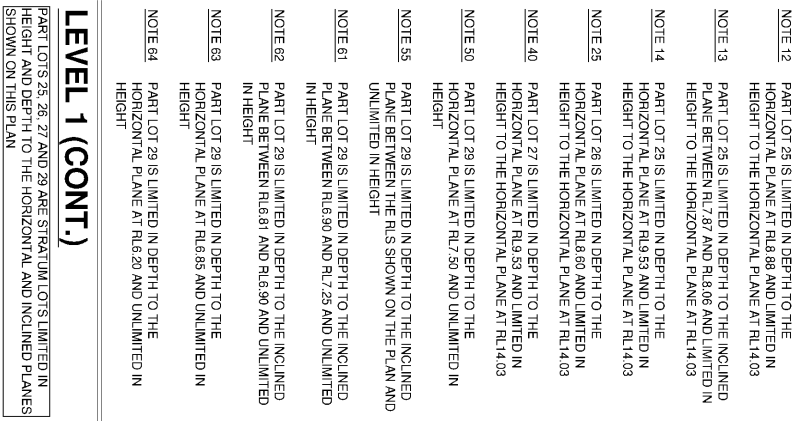 NOTE 12 PART LOT 25 IS LIMITED IN DEPTH TO THE
HORIZONTAL PLANE AT RL8.88 AND LIMITED IN
HEIGHT TO THE HORIZONTAL PLANE AT RL14.03
NOTE 13 PART LOT 25 IS LIMITED IN DEPTH TO THE INCLINED
PLANE BETWEEN RL7.87 AND RL8.06 AND LIMITED IN
HEIGHT TO THE HORIZONTAL PLANE AT RL14.03
NOTE 14 PART LOT 25 IS LIMITED IN DEPTH TO THE
HORIZONTAL PLANE AT RL9.53 AND LIMITED IN
HEIGHT TO THE HORIZONTAL PLANE AT RL14.03
NOTE 25 PART LOT 26 IS LIMITED IN DEPTH TO THE
HORIZONTAL PLANE AT RL8.60 AND LIMITED IN
HEIGHT TO THE HORIZONTAL PLANE AT RL14.03
NOTE 40 PART LOT 27 IS LIMITED IN DEPTH TO THE
HORIZONTAL PLANE AT RL9.53 AND LIMITED IN
HEIGHT TO THE HORIZONTAL PLANE AT RL14.03
NOTE 50 PART LOT 29 IS LIMITED IN DEPTH TO THE
HORIZONTAL PLANE AT RL7.50 AND UNLIMITED IN
HEIGHT
NOTE 55 PART LOT 29 IS LIMITED IN DEPTH TO THE INCLINED
PLANE BETWEEN THE RLS SHOWN ON THE PLAN AND
UNLIMITED IN HEIGHT
NOTE 61 PART LOT 29 IS LIMITED IN DEPTH TO THE INCLINED
PLANE BETWEEN RL6.90 AND RL7.25 AND UNLIMITED
IN HEIGHT
NOTE 62 PART LOT 29 IS LIMITED IN DEPTH TO THE INCLINED
PLANE BETWEEN RL6.81 AND RL6.90 AND UNLIMITED
IN HEIGHT
NOTE 63 PART LOT 29 IS LIMITED IN DEPTH TO THE
HORIZONTAL PLANE AT RL6.85 AND UNLIMITED IN
HEIGHT
NOTE 64 PART LOT 29 IS LIMITED IN DEPTH TO THE
HORIZONTAL PLANE AT RL6.20 AND UNLIMITED IN
HEIGHT
LEVEL 1 (CONT.)
PART LOTS 25, 26, 27 AND 29 ARE STRATUM LOTS LIMITED IN
HEIGHT AND DEPTH TO THE HORIZONTAL AND INCLINED PLANES
SHOWN ON THIS PLAN